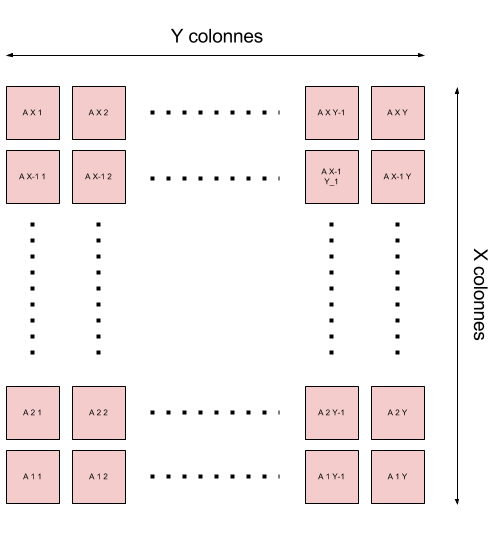 Y colonnes
A X 1
A X 2
A X Y-1
A X Y
A X-1 1
A X-1 2
A X-1
Y_1
A X-1 Y
X colonnes
A 2 1
A 2 2
A 2 Y-1
A 2 Y
A 1 1
A 1 2
A 1 Y-1
A 1 Y